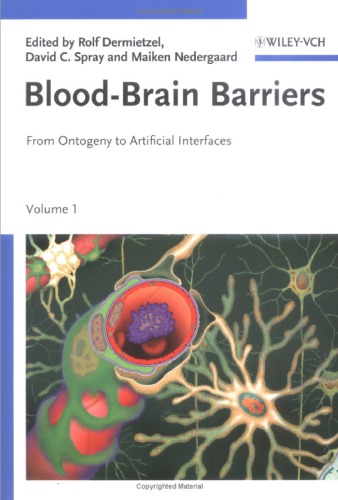 Edited by Rolf Dermietzel,
David C. Spray and Maiken Nedergaard
WILEY-VCH
Blood-Brain Barriers
From Ontogeny to Artificial Interfaces
Volume 1
Copyrighted Material